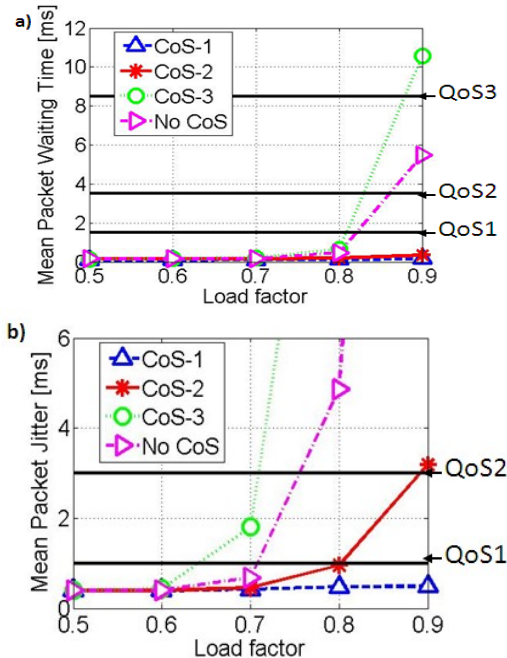 a)
12
10
8
6
4
2
0
Mean Packet Waiting Time [ms]
CoS-1
CoS-2
CoS-3
No CoS
QoS3
QoS2
QoS1
0.5 0.6 0.7 0.8 0.9
Load factor
b)
6
4
2
0
Mean Packet Jitter [ms]
CoS-1
CoS-2
CoS-3
No CoS
QoS2
QoS1
0.5 0.6 0.7 0.8 0.9
Load factor